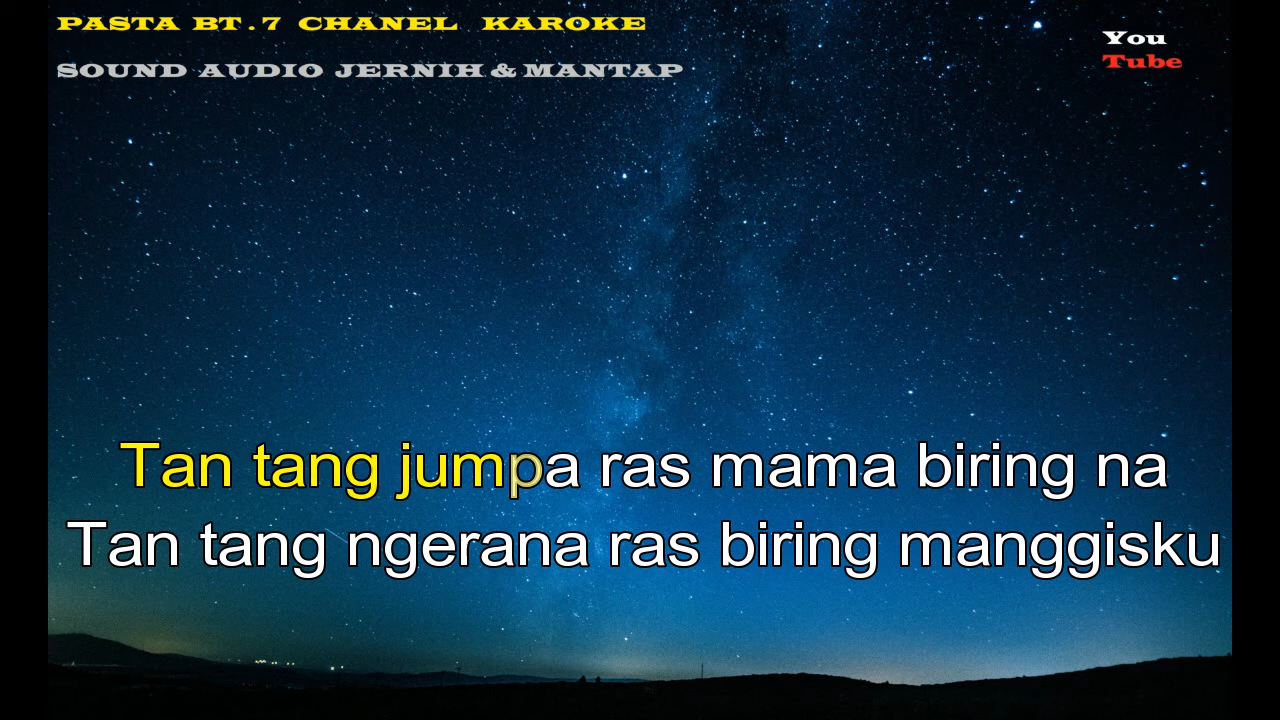 PASTA BT.7 CHANEL KAROKE
SOUND AUDIO JERNIH & MANTAP
You
Tube
Tan tang jumpa ras mama biring na
Tan tang ngerana ras biring manggisku